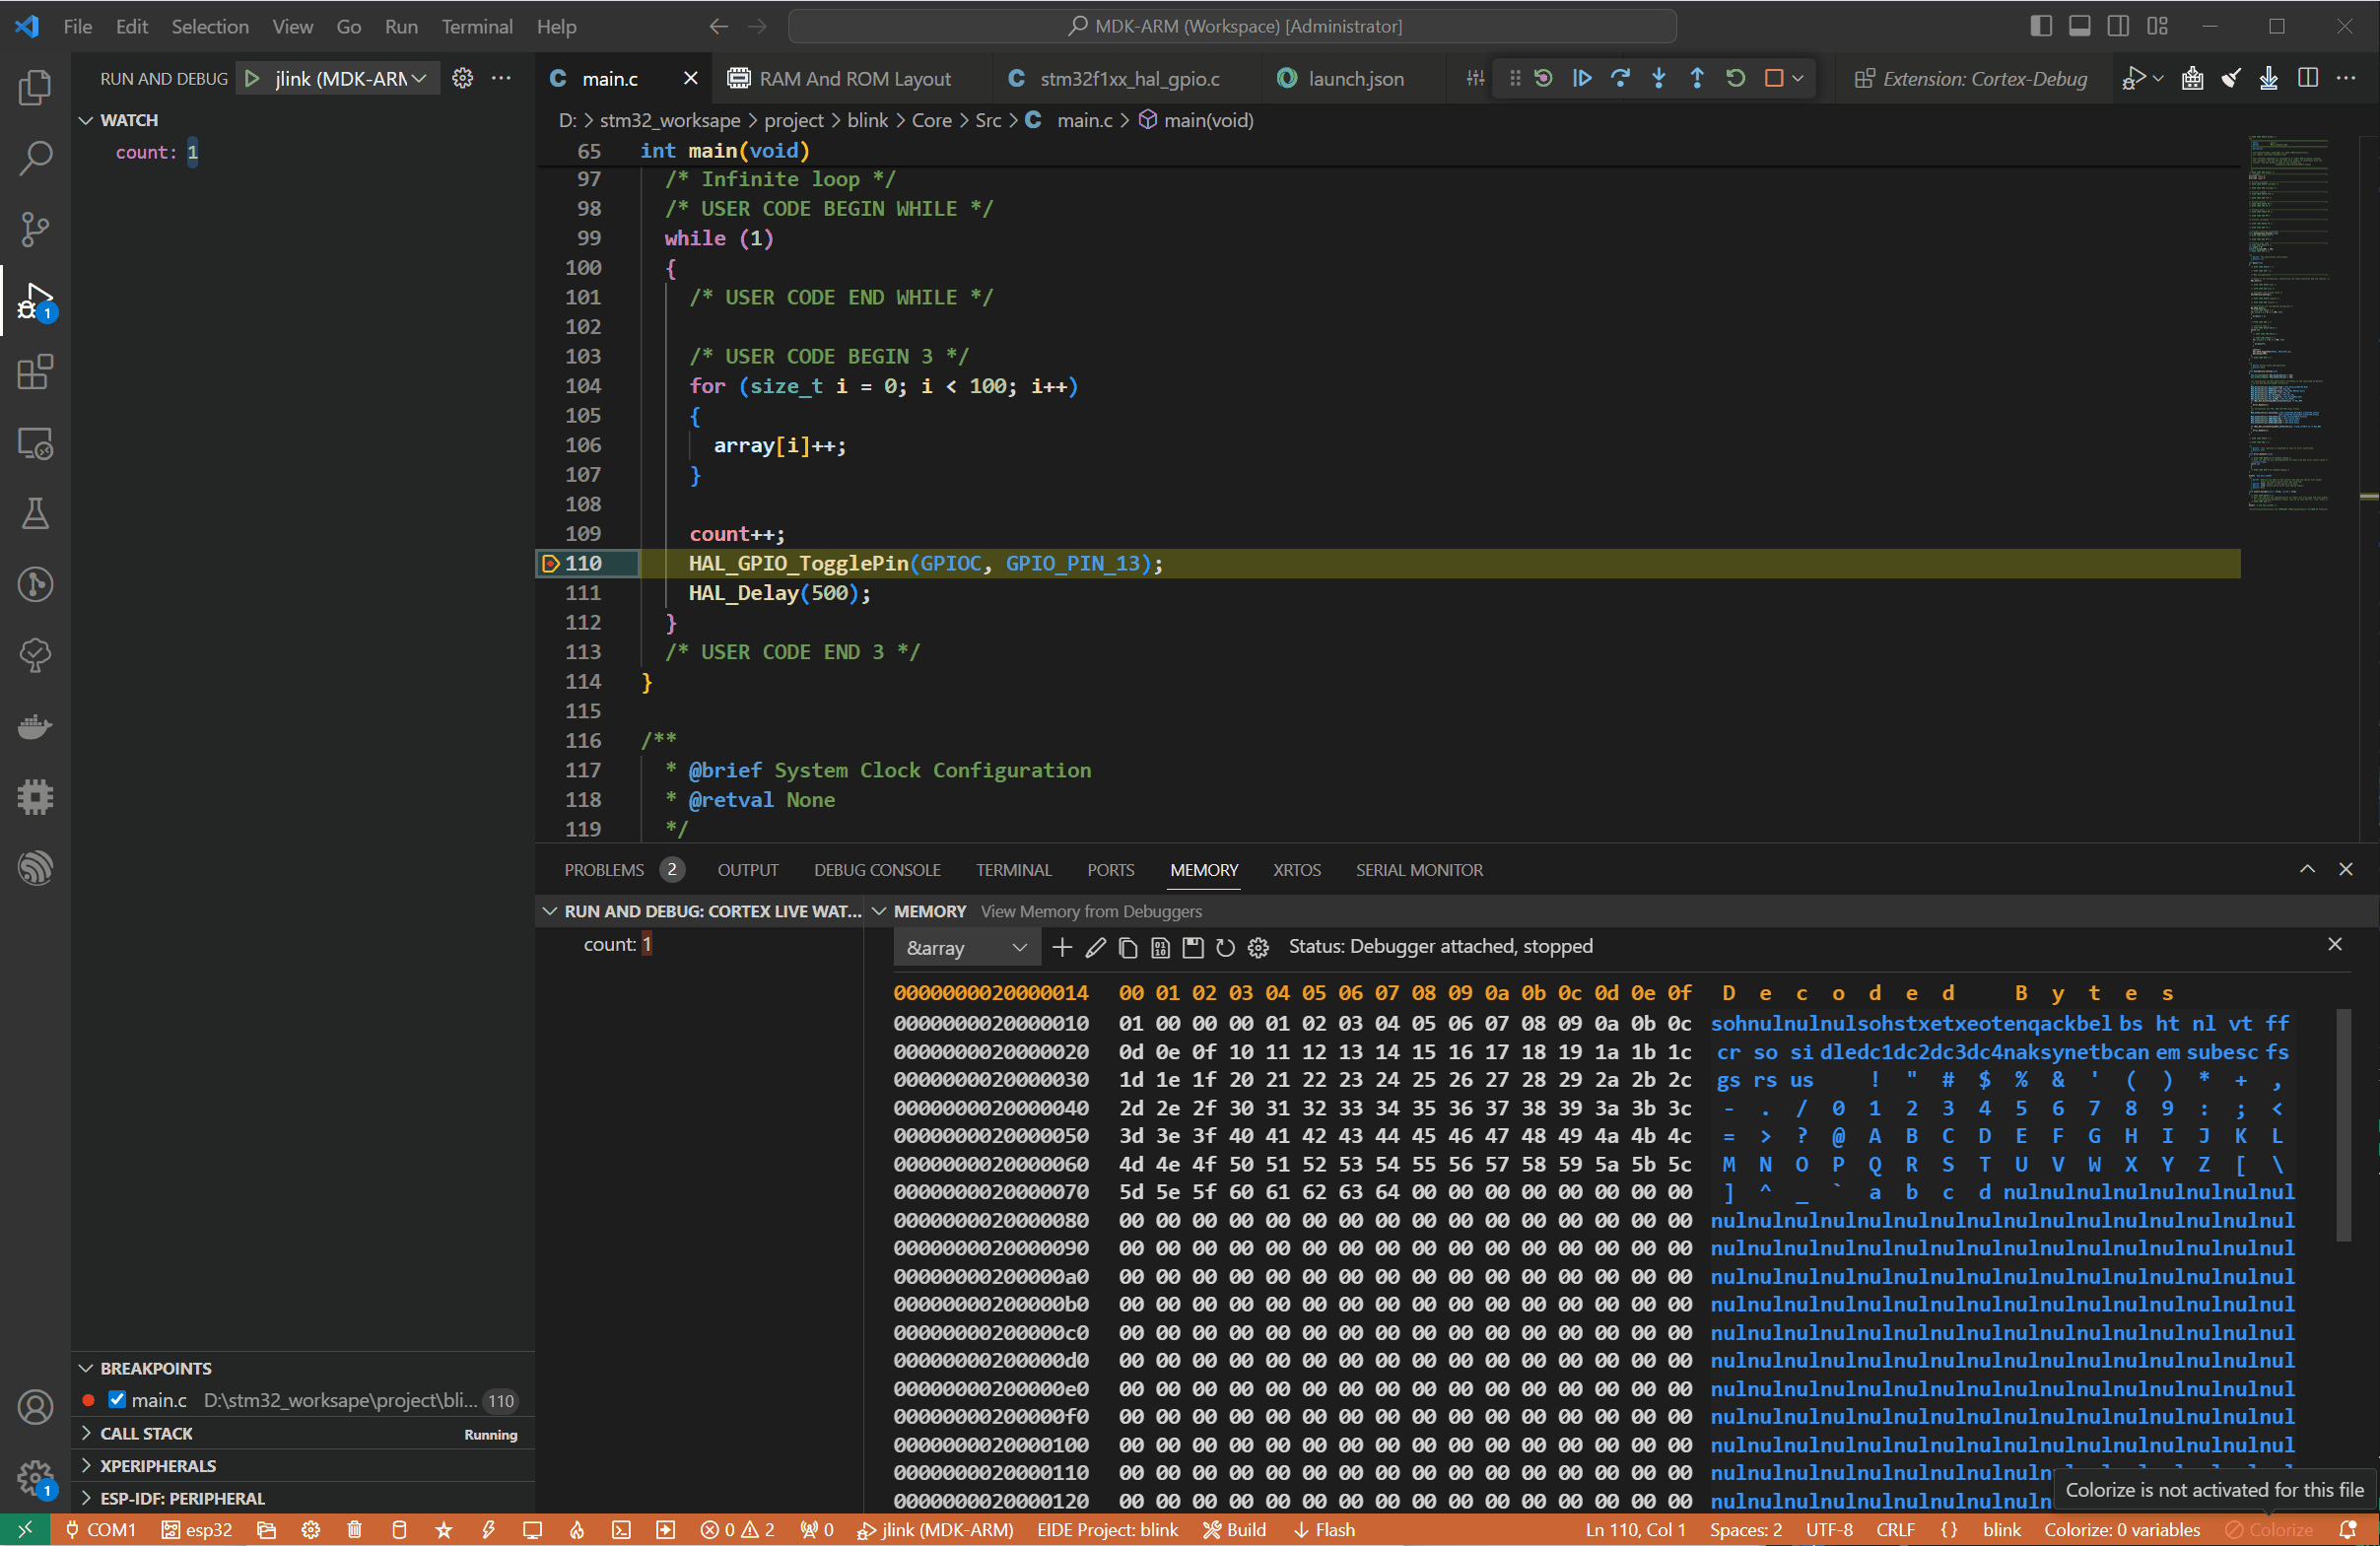 File Edit Selection View Go Run Terminal Help
MDK-ARM (Workspace) [Administrator]
RUN AND DEBUG jlink (MDK-ARM
main.c RAM And ROM Layout stm32f1xx_hal_gpio.c launch.json Extension: Cortex-Debug
WATCH
count: 1
D: > stm32_worksape > project > blink > Core > Src > C main.c > main(void)
65 int main(void)
97 /* Infinite loop */
98 /* USER CODE BEGIN WHILE */
99 while (1)
100 {
101 /* USER CODE END WHILE */
102
103 /* USER CODE BEGIN 3 */
104 for (size_t i = 0; i < 100; i++)
105 {
106 array[i]++;
107 }
108
109 count++;
110 HAL_GPIO_TogglePin(GPIOC, GPIO_PIN_13);
111 HAL_Delay(500);
112 }
113 /* USER CODE END 3 */
114 }
115
116 /**
117 * @brief System Clock Configuration
118 * @retval None
119 */
PROBLEMS 2 OUTPUT DEBUG CONSOLE TERMINAL PORTS MEMORY XRTOS SERIAL MONITOR
RUN AND DEBUG: CORTEX LIVE WAT...
count: 1
MEMORY View Memory from Debuggers
&array Status: Debugger attached, stopped
0000000020000014 00 01 02 03 04 05 06 07 08 09 0a 0b 0c 0d 0e 0f D e c o d e d B y t e s
0000000020000010 01 00 00 00 01 02 03 04 05 06 07 08 09 0a 0b 0c sohnulnulnulsohstxetxeotenqackbel bs ht nl vt ff
0000000020000020 0d 0e 0f 10 11 12 13 14 15 16 17 18 19 1a 1b 1c cr so si dledc1dc2dc3dc4naksynetbcan em subesc fs
0000000020000030 1d 1e 1f 20 21 22 23 24 25 26 27 28 29 2a 2b 2c gs rs us ! " # $ % & ' ( ) * + ,
0000000020000040 2d 2e 2f 30 31 32 33 34 35 36 37 38 39 3a 3b 3c - . / 0 1 2 3 4 5 6 7 8 9 : ; <
0000000020000050 3d 3e 3f 40 41 42 43 44 45 46 47 48 49 4a 4b 4c = > ? @ A B C D E F G H I J K L
0000000020000060 4d 4e 4f 50 51 52 53 54 55 56 57 58 59 5a 5b 5c M N O P Q R S T U V W X Y Z [ \
0000000020000070 5d 5e 5f 60 61 62 63 64 00 00 00 00 00 00 00 00 ] ^ _ ` a b c d nulnulnulnulnulnulnulnul
0000000020000080 00 00 00 00 00 00 00 00 00 00 00 00 00 00 00 00 nulnulnulnulnulnulnulnulnulnulnulnulnulnulnulnul
0000000020000090 00 00 00 00 00 00 00 00 00 00 00 00 00 00 00 00 nulnulnulnulnulnulnulnulnulnulnulnulnulnulnulnul
00000000200000a0 00 00 00 00 00 00 00 00 00 00 00 00 00 00 00 00 nulnulnulnulnulnulnulnulnulnulnulnulnulnulnulnul
00000000200000b0 00 00 00 00 00 00 00 00 00 00 00 00 00 00 00 00 nulnulnulnulnulnulnulnulnulnulnulnulnulnulnulnul
00000000200000c0 00 00 00 00 00 00 00 00 00 00 00 00 00 00 00 00 nulnulnulnulnulnulnulnulnulnulnulnulnulnulnulnul
00000000200000d0 00 00 00 00 00 00 00 00 00 00 00 00 00 00 00 00 nulnulnulnulnulnulnulnulnulnulnulnulnulnulnulnul
00000000200000e0 00 00 00 00 00 00 00 00 00 00 00 00 00 00 00 00 nulnulnulnulnulnulnulnulnulnulnulnulnulnulnulnul
00000000200000f0 00 00 00 00 00 00 00 00 00 00 00 00 00 00 00 00 nulnulnulnulnulnulnulnulnulnulnulnulnulnulnulnul
0000000020000100 00 00 00 00 00 00 00 00 00 00 00 00 00 00 00 00 nulnulnulnulnulnulnulnulnulnulnulnulnulnulnulnul
0000000020000110 00 00 00 00 00 00 00 00 00 00 00 00 00 00 00 00 nulnulnulnulnulnulnulnulnul
0000000020000120 00 00 00 00 00 00 00 00 00 00 00 00 00 00 00 00 nulnulnulnulnulnulnulnulnul
Colorize is not activated for this file
BREAKPOINTS
main.c D:\stm32_worksape\project\bli... 110
CALL STACK Running
XPERIPHERALS
ESP-IDF: PERIPHERAL
1
1
COM1 esp32 0 2 0 jlink (MDK-ARM) EIDE Project: blink Build Flash Ln 110, Col 1 Spaces: 2 UTF-8 CRLF {} blink Colorize: 0 variables Colorize